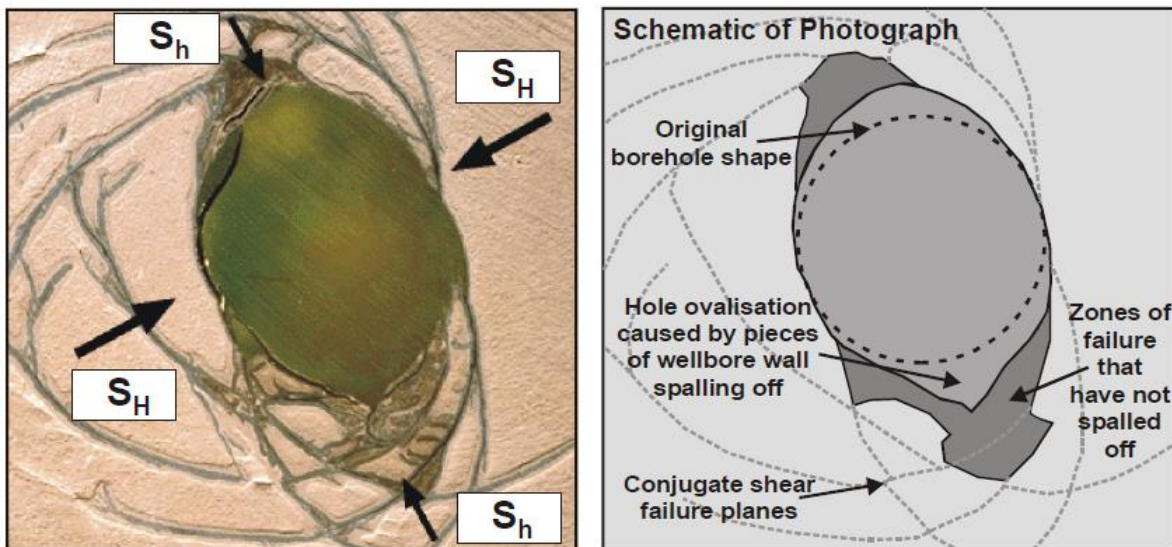 Sh
SH
SH
Sh
Schematic of Photograph
Original
borehole shape
Hole ovalisation
caused by pieces
of wellbore wall
spalling off
Zones of
failure
that
have not
spalled
off
Conjugate shear
failure planes